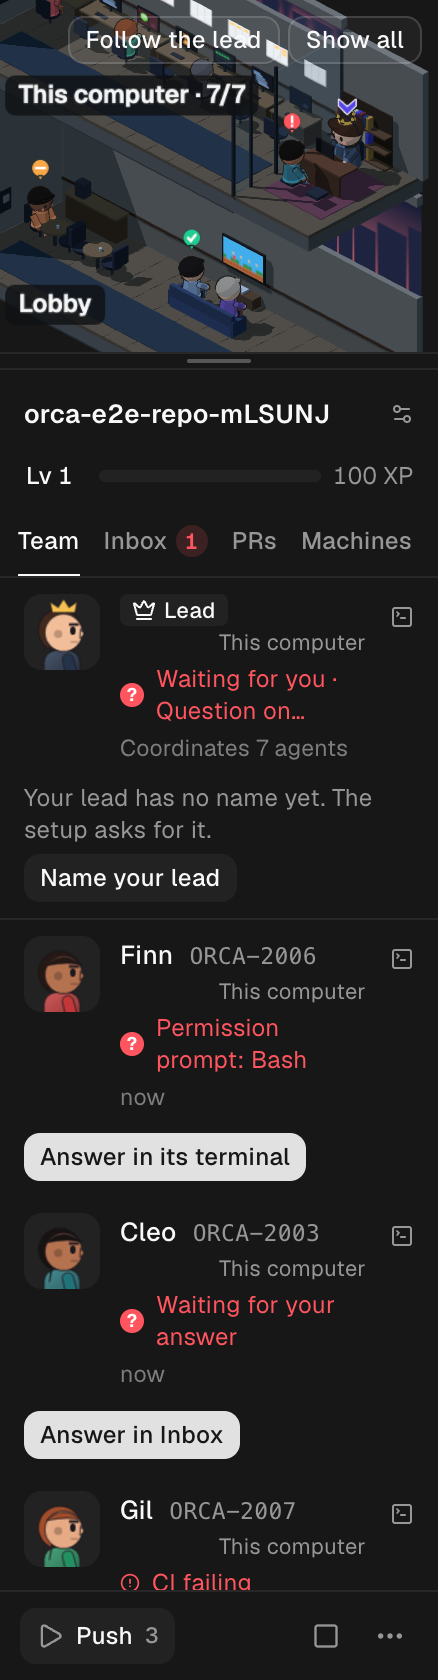 Follow the lead
Show all
This computer · 7/7
Lobby
orca-e2e-repo-mLSUNJ
Lv 1
100 XP
Team
Inbox 1
PRs
Machines
Lead
This computer
Waiting for you ·
Question on...
Coordinates 7 agents
Your lead has no name yet. The
setup asks for it.
Name your lead
Finn ORCA-2006
This computer
Permission
prompt: Bash
now
Answer in its terminal
Cleo ORCA-2003
This computer
Waiting for your
answer
now
Answer in Inbox
Gil ORCA-2007
This computer
CI failing
Push 3